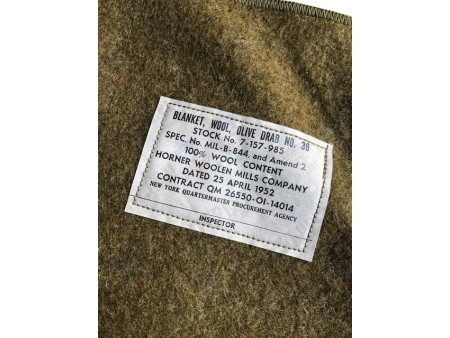 BLANKET, WOOL, OLIVE DRAB NO. 38
STOCK No. 7-157-985
SPEC. No. MIL-B-844, and Amend 2
100% WOOL CONTENT
HORNER WOOLEN MILLS COMPANY
DATED 25 APRIL 1952
CONTRACT QM 26550-OI-14014
NEW YORK QUARTERMASTER PROCUREMENT AGENCY
INSPECTOR